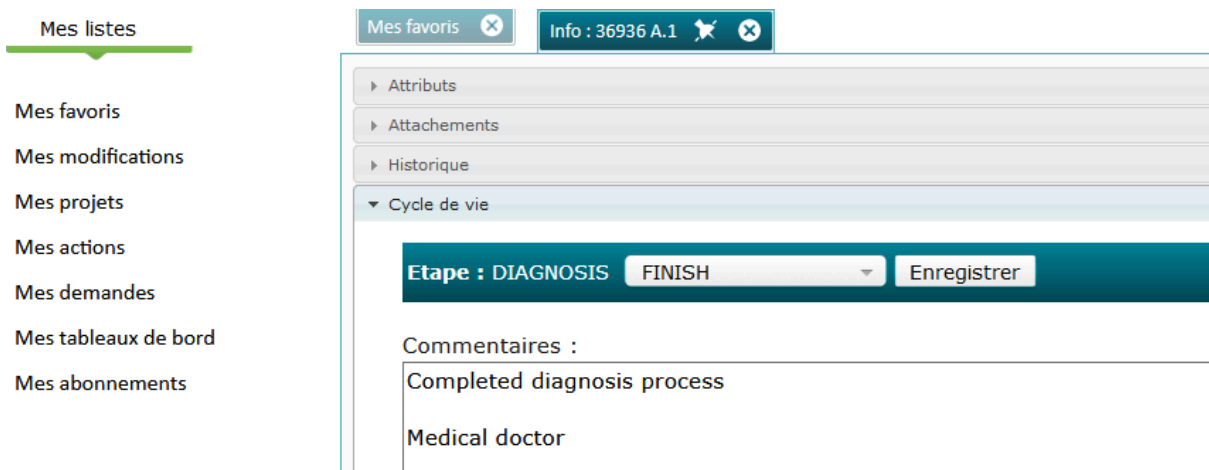 Mes listes
Mes favoris
Mes modifications
Mes projets
Mes actions
Mes demandes
Mes tableaux de bord
Mes abonnements
Mes favoris
Info : 36936 A.1
Attributs
Attachements
Historique
Cycle de vie
Etape : DIAGNOSIS FINISH Enregistrer
Commentaires :
Completed diagnosis process
Medical doctor